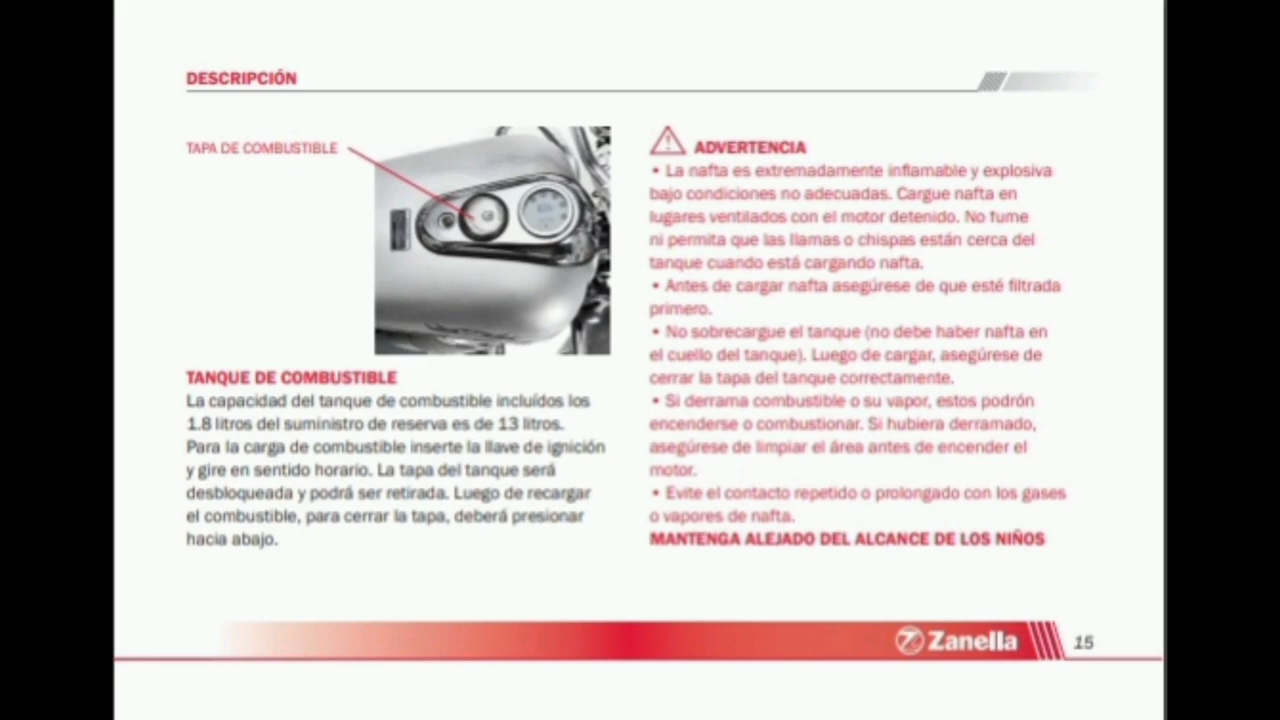 DESCRIPCIÓN
TAPA DE COMBUSTIBLE
TANQUE DE COMBUSTIBLE
La capacidad del tanque de combustible incluídos los
1.8 litros del suministro de reserva es de 13 litros.
Para la carga de combustible inserte la llave de ignición
y gire en sentido horario. La tapa del tanque será
desbloqueada y podrá ser retirada. Luego de recargar
el combustible, para cerrar la tapa, deberá presionar
hacia abajo.
ADVERTENCIA
• La nafta es extremadamente inflamable y explosiva
bajo condiciones no adecuadas. Cargue nafta en
lugares ventilados con el motor detenido. No fume
ni permita que las llamas o chispas están cerca del
tanque cuando está cargando nafta.
• Antes de cargar nafta asegúrese de que esté filtrada
primero.
• No sobrecargue el tanque (no debe haber nafta en
el cuello del tanque). Luego de cargar, asegúrese de
cerrar la tapa del tanque correctamente.
• Si derrama combustible o su vapor, estos podrón
encenderse o combustionar. Si hubiera derramado,
asegúrese de limpiar el área antes de encender el
motor.
• Evite el contacto repetido o prolongado con los gases
o vapores de nafta.
MANTENGA ALEJADO DEL ALCANCE DE LOS NIÑOS
Zanella
15